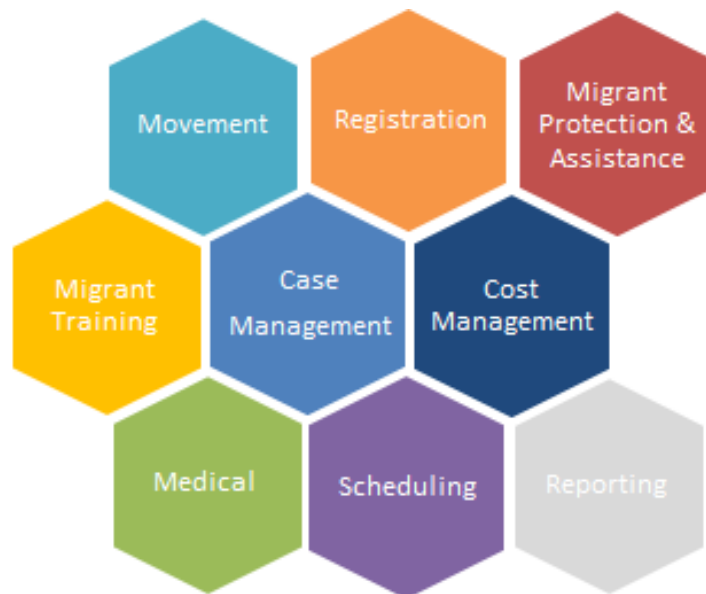 Movement
Registration
Migrant
Protection &
Assistance
Migrant
Training
Case
Management
Cost
Management
Medical
Scheduling
Reporting